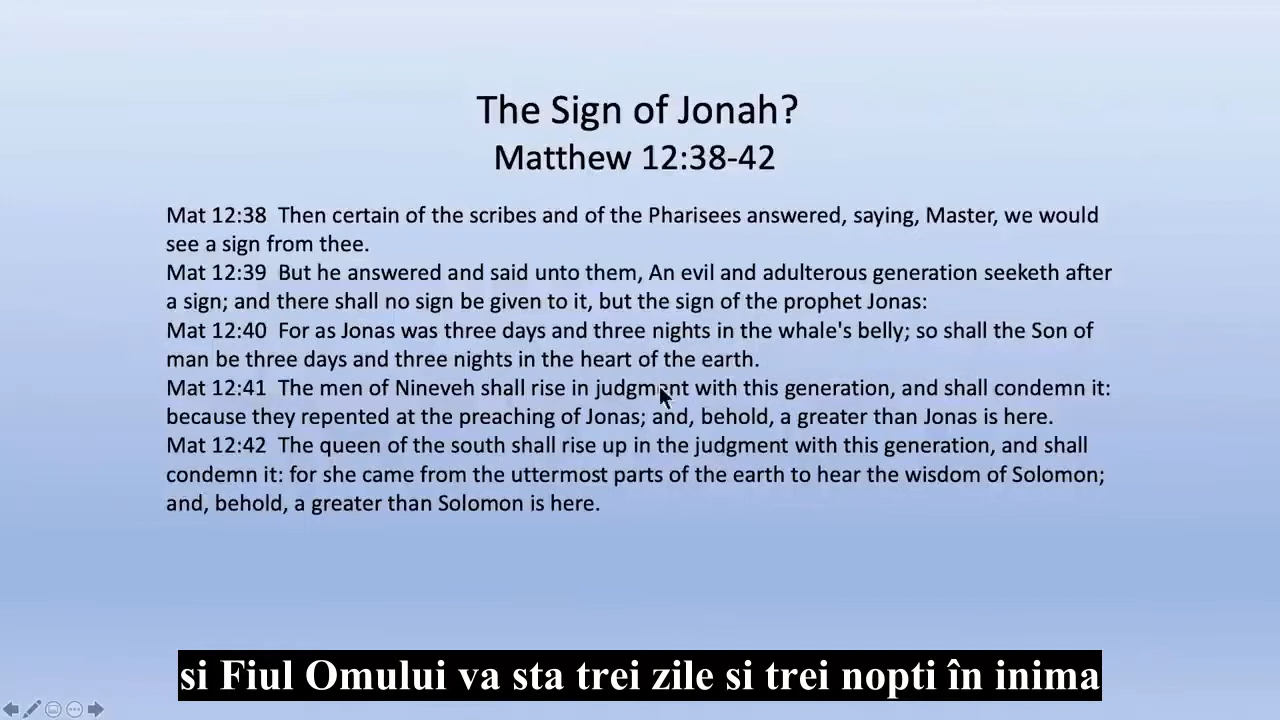 The Sign of Jonah?
Matthew 12:38-42
Mat 12:38  Then certain of the scribes and of the Pharisees answered, saying, Master, we would
see a sign from thee.
Mat 12:39  But he answered and said unto them, An evil and adulterous generation seeketh after
a sign; and there shall no sign be given to it, but the sign of the prophet Jonas:
Mat 12:40  For as Jonas was three days and three nights in the whale's belly; so shall the Son of
man be three days and three nights in the heart of the earth.
Mat 12:41  The men of Nineveh shall rise in judgment with this generation, and shall condemn it:
because they repented at the preaching of Jonas; and, behold, a greater than Jonas is here.
Mat 12:42  The queen of the south shall rise up in the judgment with this generation, and shall
condemn it: for she came from the uttermost parts of the earth to hear the wisdom of Solomon;
and, behold, a greater than Solomon is here.
si Fiul Omului va sta trei zile si trei nopti în inima